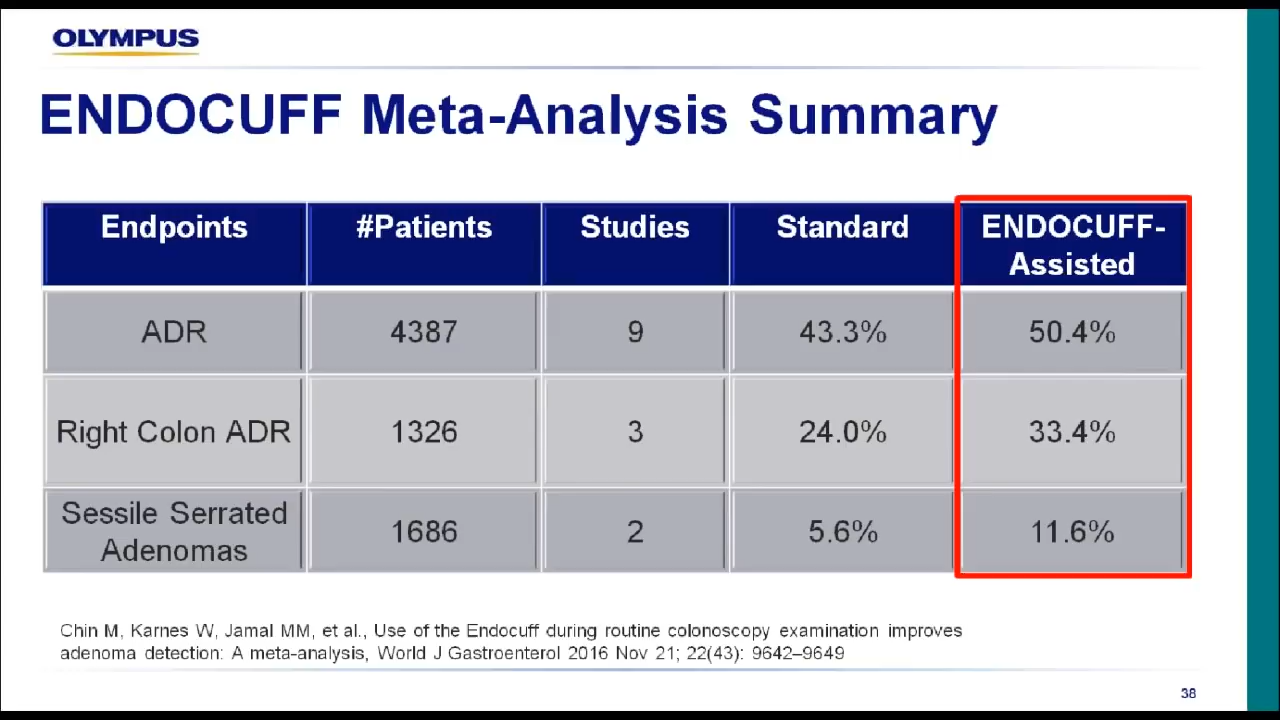 OLYMPUS
ENDOCUFF Meta-Analysis Summary
Endpoints #Patients Studies Standard ENDOCUFF-
Assisted
ADR 4387 9 43.3% 50.4%
Right Colon ADR 1326 3 24.0% 33.4%
Sessile Serrated
Adenomas 1686 2 5.6% 11.6%
Chin M, Karnes W, Jamal MM, et al., Use of the Endocuff during routine colonoscopy examination improves
adenoma detection: A meta-analysis, World J Gastroenterol 2016 Nov 21; 22(43): 9642–9649
38